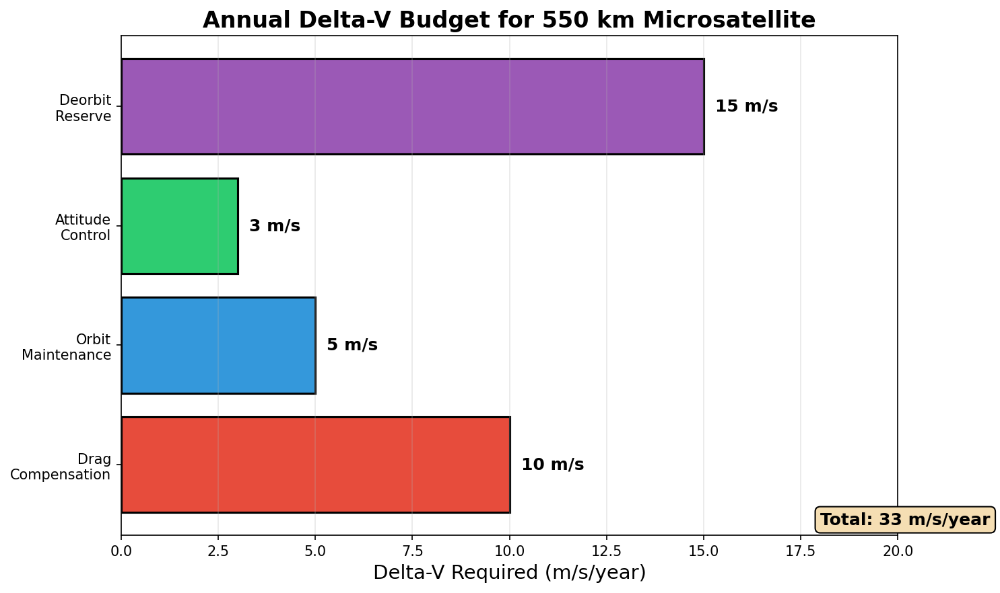 Annual Delta-V Budget for 550 km Microsatellite
Deorbit
Reserve
15 m/s
Attitude
Control
3 m/s
Orbit
Maintenance
5 m/s
Drag
Compensation
10 m/s
Total: 33 m/s/year
0.0 2.5 5.0 7.5 10.0 12.5 15.0 17.5 20.0
Delta-V Required (m/s/year)